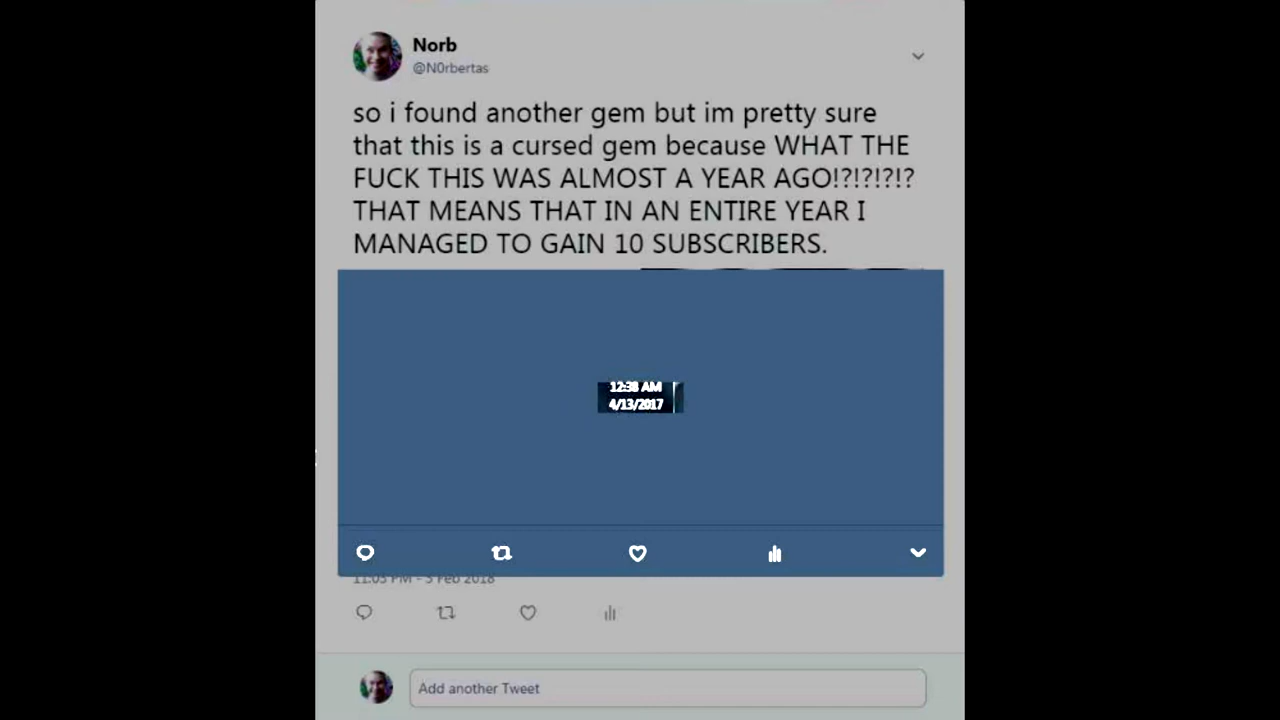 Norb
@N0rbertas
so i found another gem but im pretty sure
that this is a cursed gem because WHAT THE
FUCK THIS WAS ALMOST A YEAR AGO!?!?!?!?
THAT MEANS THAT IN AN ENTIRE YEAR I
MANAGED TO GAIN 10 SUBSCRIBERS.
12:38 AM
4/13/2017
11:03 PM - 5 Feb 2018
Add another Tweet